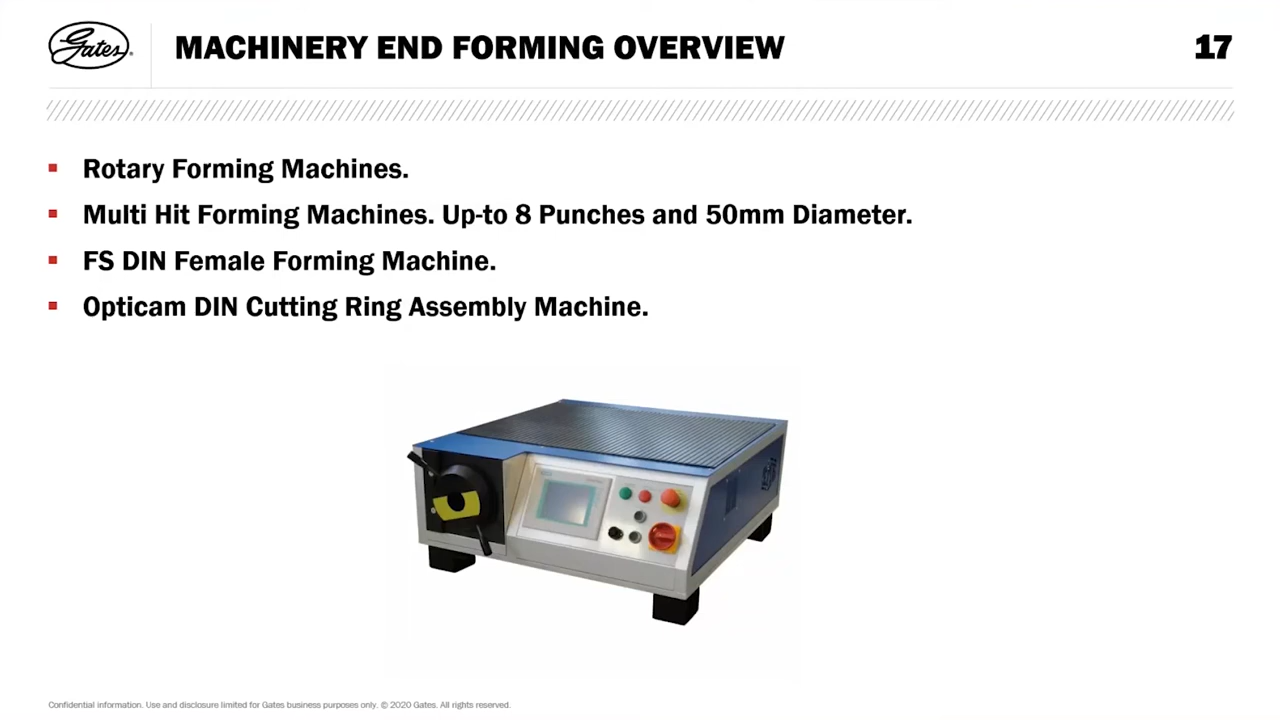 Gates
MACHINERY END FORMING OVERVIEW
17
Rotary Forming Machines.
Multi Hit Forming Machines. Up-to 8 Punches and 50mm Diameter.
FS DIN Female Forming Machine.
Opticam DIN Cutting Ring Assembly Machine.
Confidential information. Use and disclosure limited for Gates business purposes only. © 2020 Gates. All rights reserved.